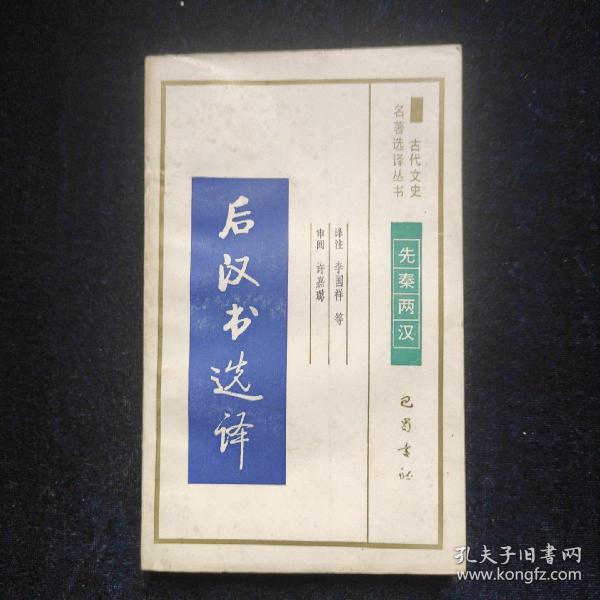 古代文史
名著选译丛书
先秦两汉
巴蜀书社
译注 李国祥 等
审阅 许嘉璐
后汉书选译
孔夫子旧书网
www.kongfz.com